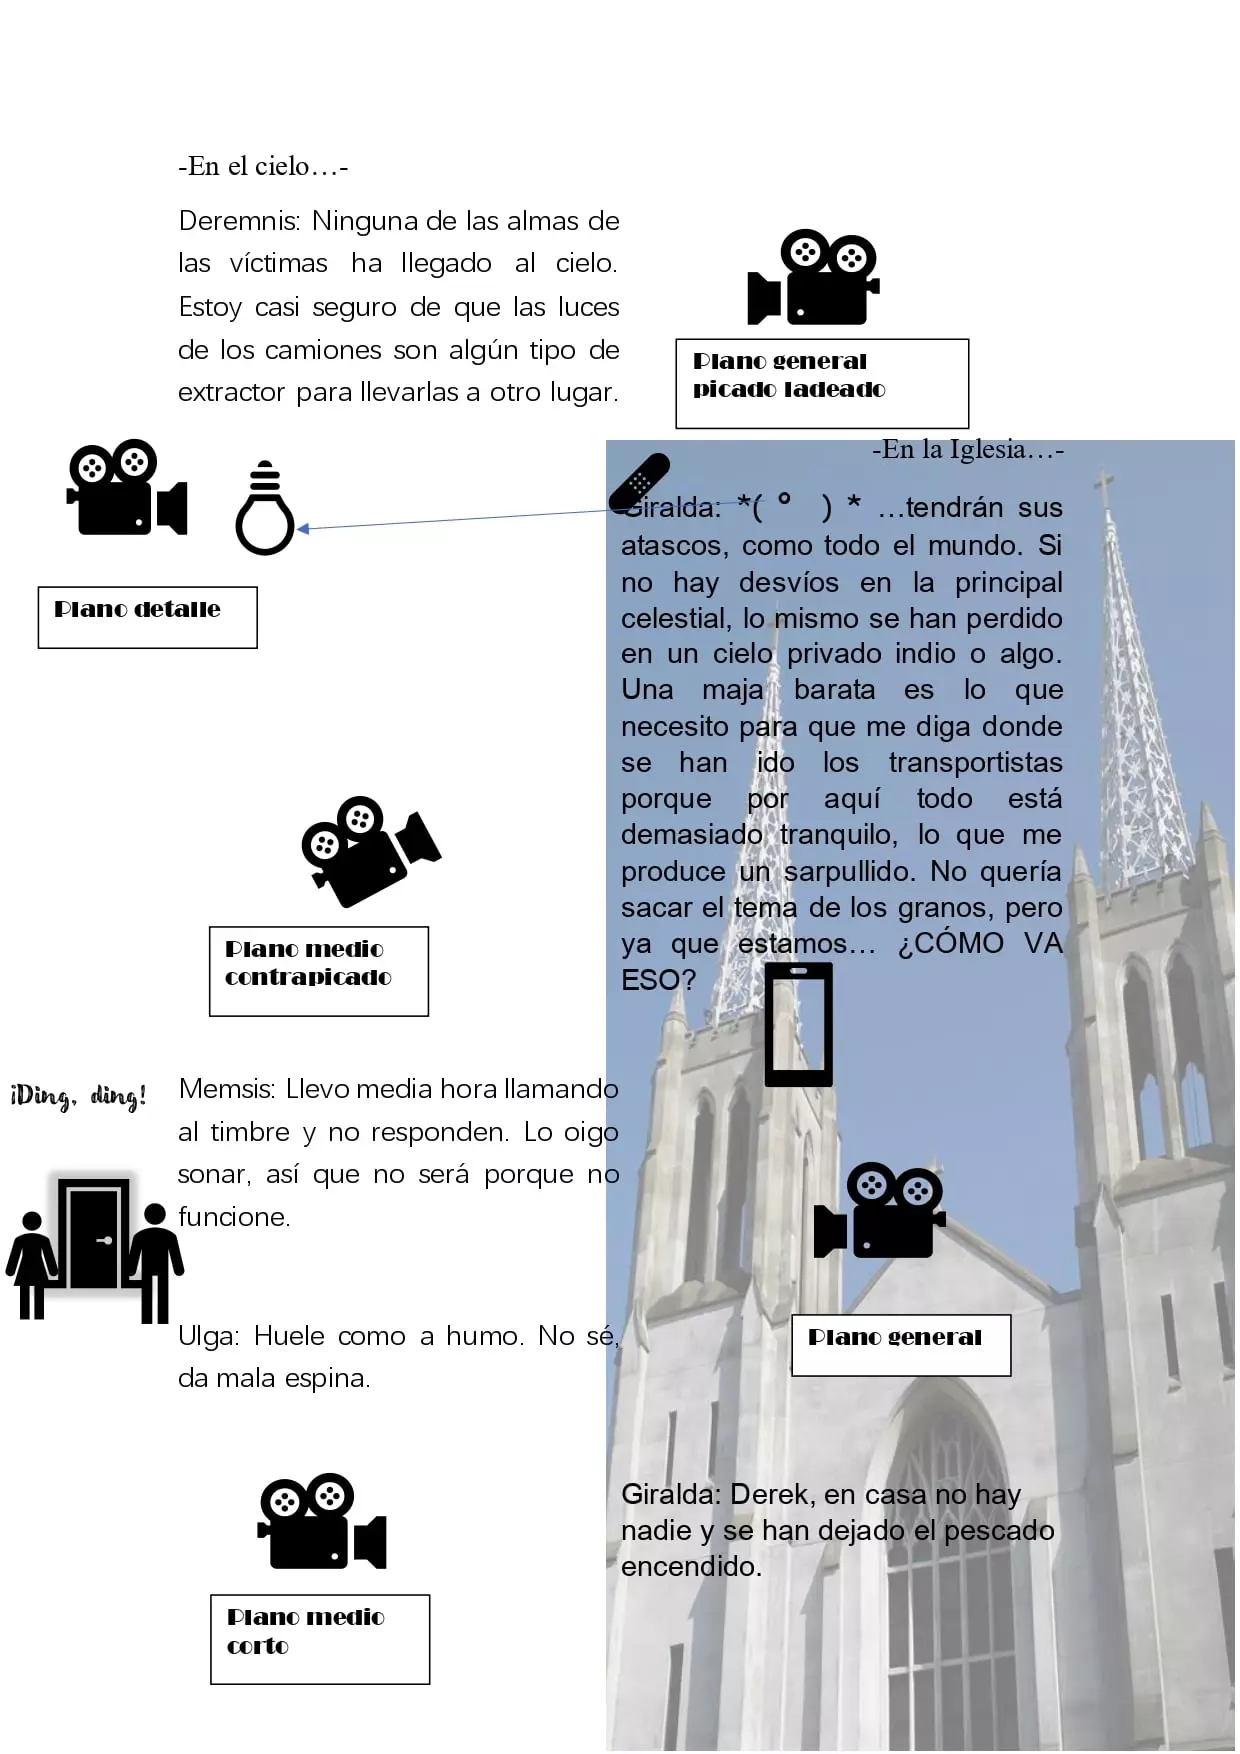 -En el cielo…-
Deremnis: Ninguna de las almas de
las víctimas ha llegado al cielo.
Estoy casi seguro de que las luces
de los camiones son algún tipo de
extractor para llevarlas a otro lugar.
Plano general
picado ladeado
-En la Iglesia…-
Giralda: *( ° ) * …tendrán sus
atascos, como todo el mundo. Si
no hay desvíos en la principal
celestial, lo mismo se han perdido
en un cielo privado indio o algo.
Una maja barata es lo que
necesito para que me diga donde
se han ido los transportistas
porque por aquí todo está
demasiado tranquilo, lo que me
produce un sarpullido. No quería
sacar el tema de los granos, pero
ya que estamos… ¿CÓMO VA
ESO?
Plano detalle
Plano medio
contrapicado
¡Ding, ding!
Memsis: Llevo media hora llamando
al timbre y no responden. Lo oigo
sonar, así que no será porque no
funcione.
Ulga: Huele como a humo. No sé,
da mala espina.
Plano general
Giralda: Derek, en casa no hay
nadie y se han dejado el pescado
encendido.
Plano medio
corto